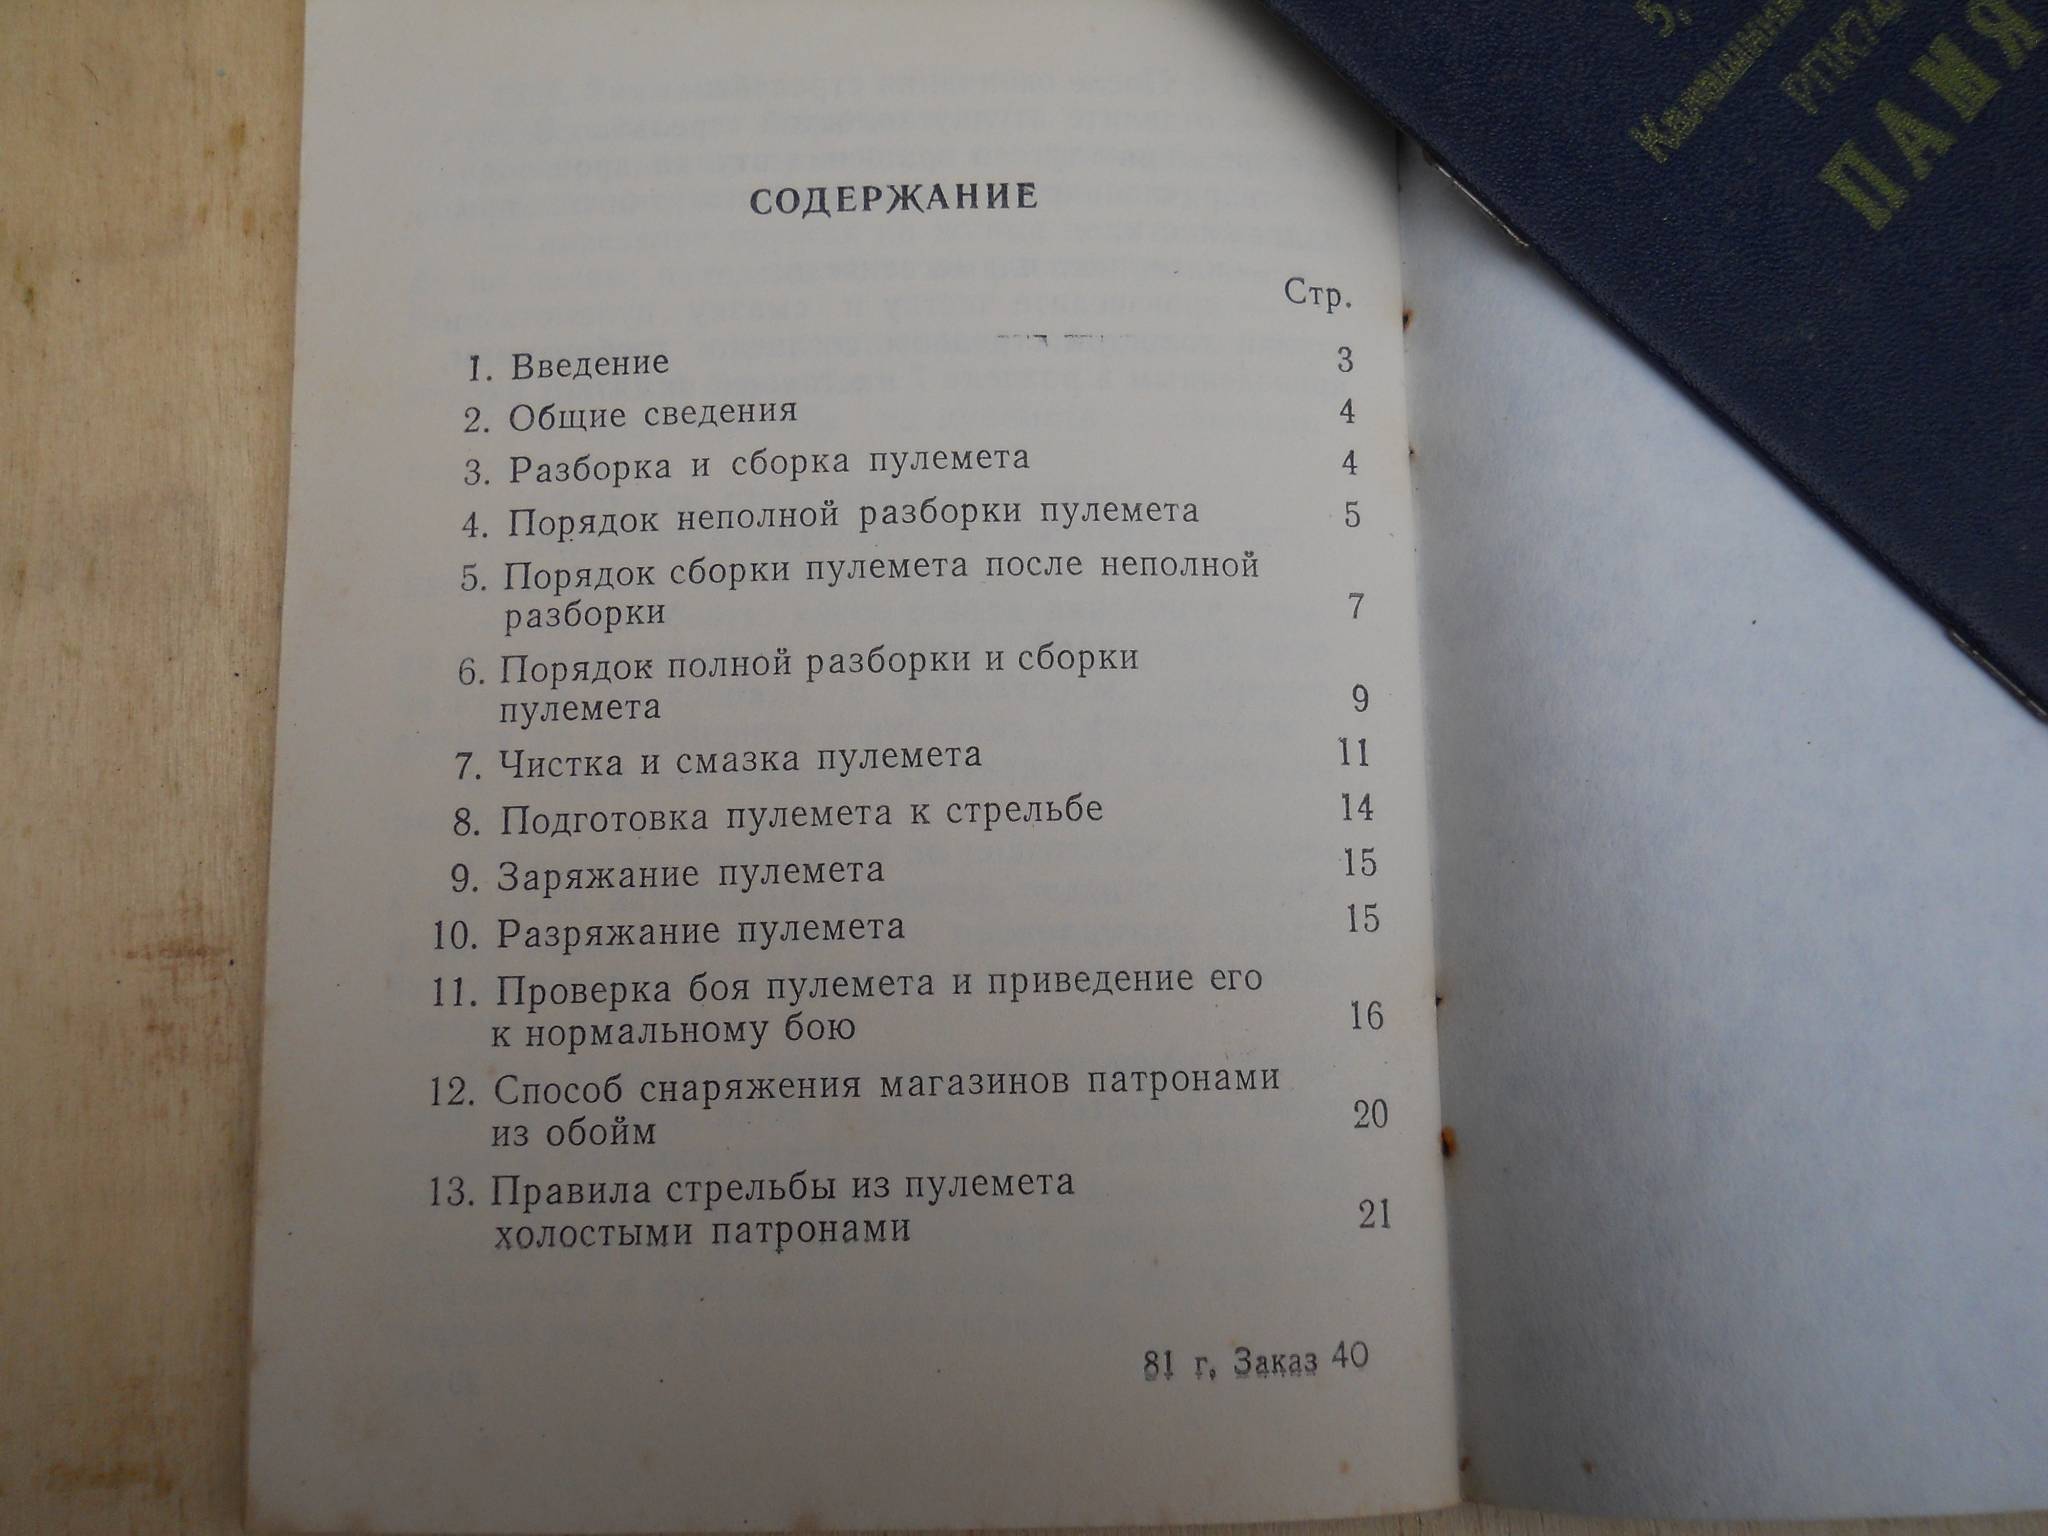 СОДЕРЖАНИЕ
Стр.
1. Введение 3
2. Общие сведения 4
3. Разборка и сборка пулемета 4
4. Порядок неполной разборки пулемета 5
5. Порядок сборки пулемета после неполной
разборки 7
6. Порядок полной разборки и сборки
пулемета 9
7. Чистка и смазка пулемета 11
8. Подготовка пулемета к стрельбе 14
9. Заряжание пулемета 15
10. Разряжание пулемета 15
11. Проверка боя пулемета и приведение его
к нормальному бою 16
12. Способ снаряжения магазинов патронами
из обойм 20
13. Правила стрельбы из пулемета
холостыми патронами 21
81 г. Заказ 40
5,
Калашник
РПК74
ПАМЯ